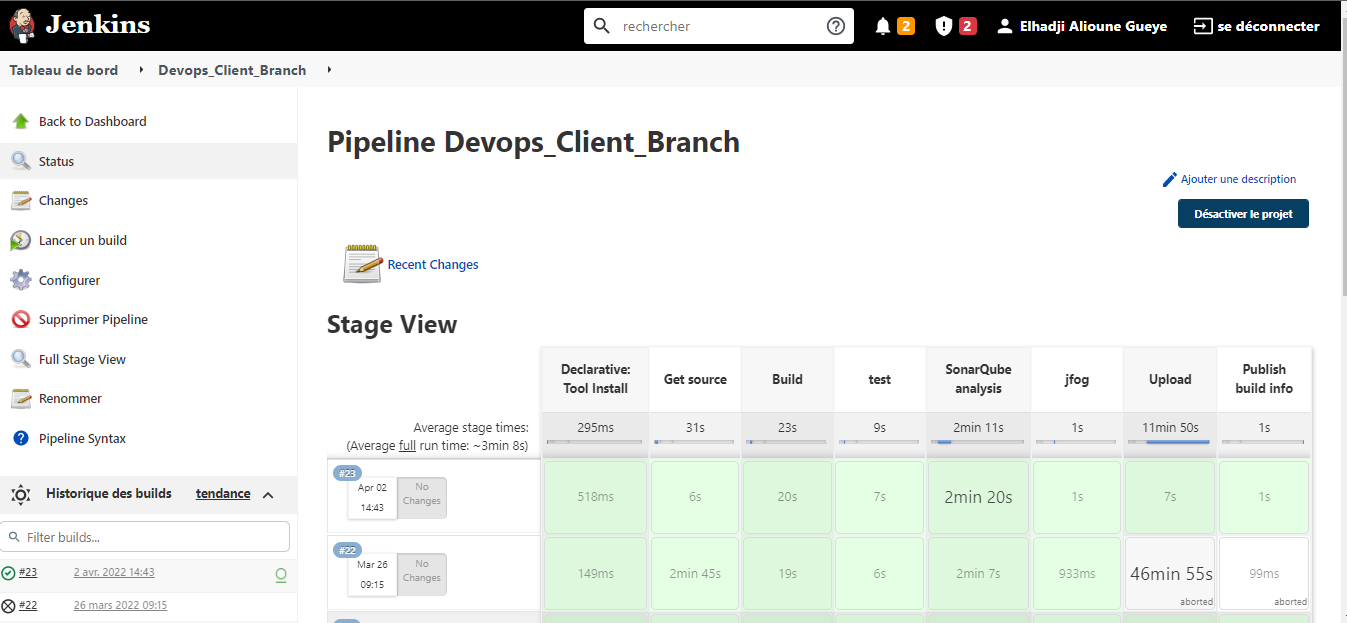 Jenkins
rechercher
2
2
Elhadji Alioune Gueye
se déconnecter
Tableau de bord
Devops_Client_Branch
Back to Dashboard
Status
Changes
Lancer un build
Configurer
Supprimer Pipeline
Full Stage View
Renommer
Pipeline Syntax
Historique des builds
tendance
Filter builds...
#23
2 avr. 2022 14:43
#22
26 mars 2022 09:15
Pipeline Devops_Client_Branch
Ajouter une description
Désactiver le projet
Recent Changes
Stage View
Declarative:
Tool Install
Get source
Build
test
SonarQube
analysis
jfog
Upload
Publish
build info
Average stage times:
(Average full run time: ~3min 8s)
295ms
31s
23s
9s
2min 11s
1s
11min 50s
1s
#23
Apr 02
14:43
No
Changes
518ms
6s
20s
7s
2min 20s
1s
7s
1s
#22
Mar 26
09:15
No
Changes
149ms
2min 45s
19s
6s
2min 7s
933ms
46min 55s
aborted
99ms
aborted